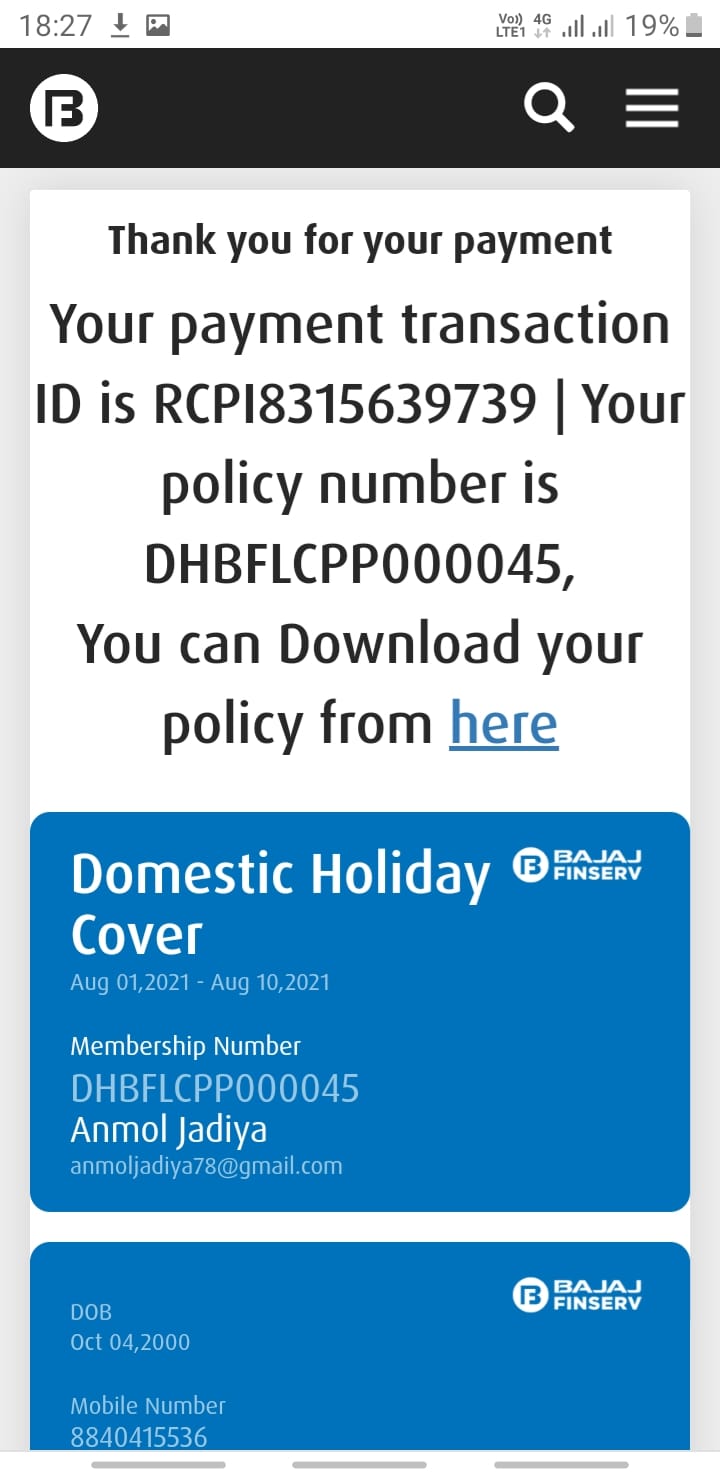 18:27
Vo)) 4G
LTE1
19%
B
Thank you for your payment
Your payment transaction
ID is RCPI8315639739 | Your
policy number is
DHBFLCPP000045,
You can Download your
policy from here
Domestic Holiday
Cover
B BAJAJ
FINSERV
Aug 01,2021 - Aug 10,2021
Membership Number
DHBFLCPP000045
Anmol Jadiya
anmoljadiya78@gmail.com
B BAJAJ
FINSERV
DOB
Oct 04,2000
Mobile Number
8840415536